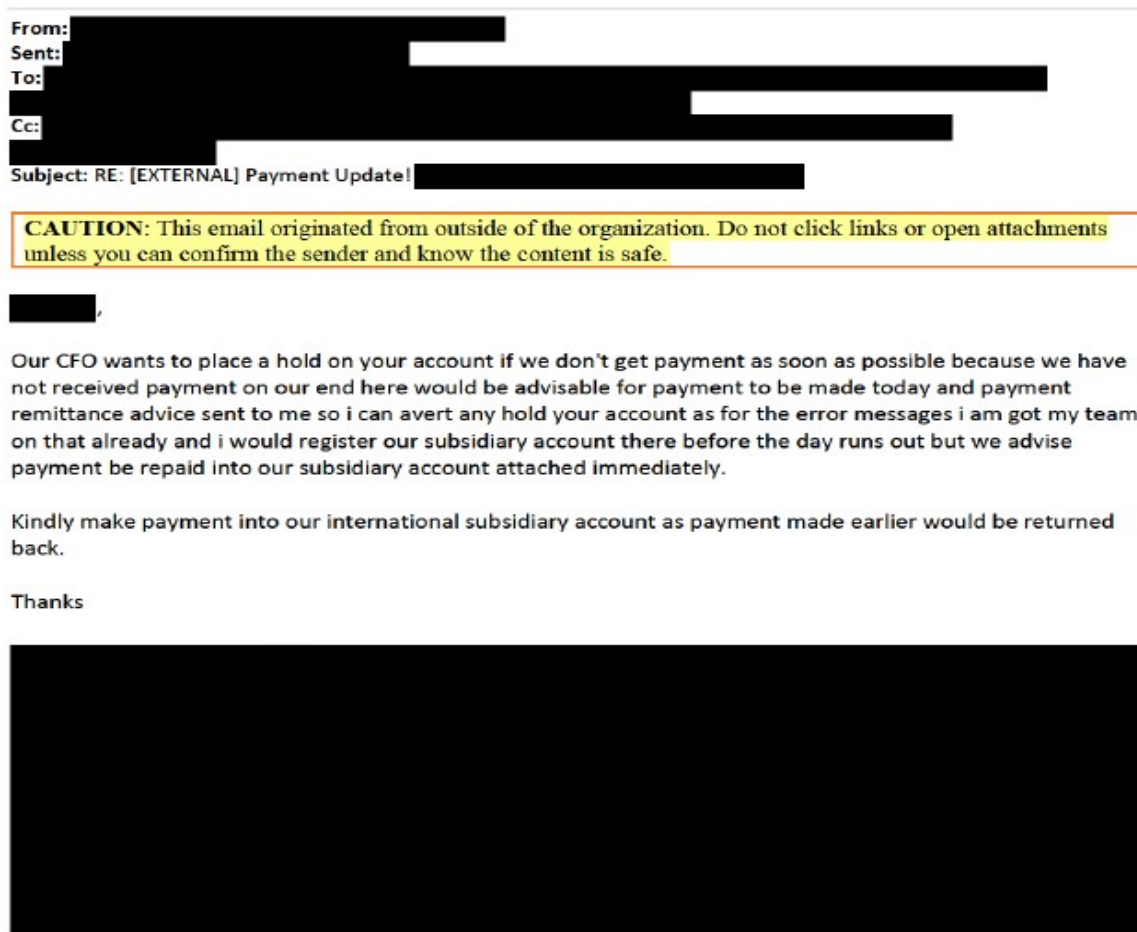 From:
Sent:
To:
Cc:
Subject: RE: [EXTERNAL] Payment Update!
CAUTION: This email originated from outside of the organization. Do not click links or open attachments
unless you can confirm the sender and know the content is safe.
,
Our CFO wants to place a hold on your account if we don't get payment as soon as possible because we have
not received payment on our end here would be advisable for payment to be made today and payment
remittance advice sent to me so i can avert any hold your account as for the error messages i am got my team
on that already and i would register our subsidiary account there before the day runs out but we advise
payment be repaid into our subsidiary account attached immediately.
Kindly make payment into our international subsidiary account as payment made earlier would be returned
back.
Thanks